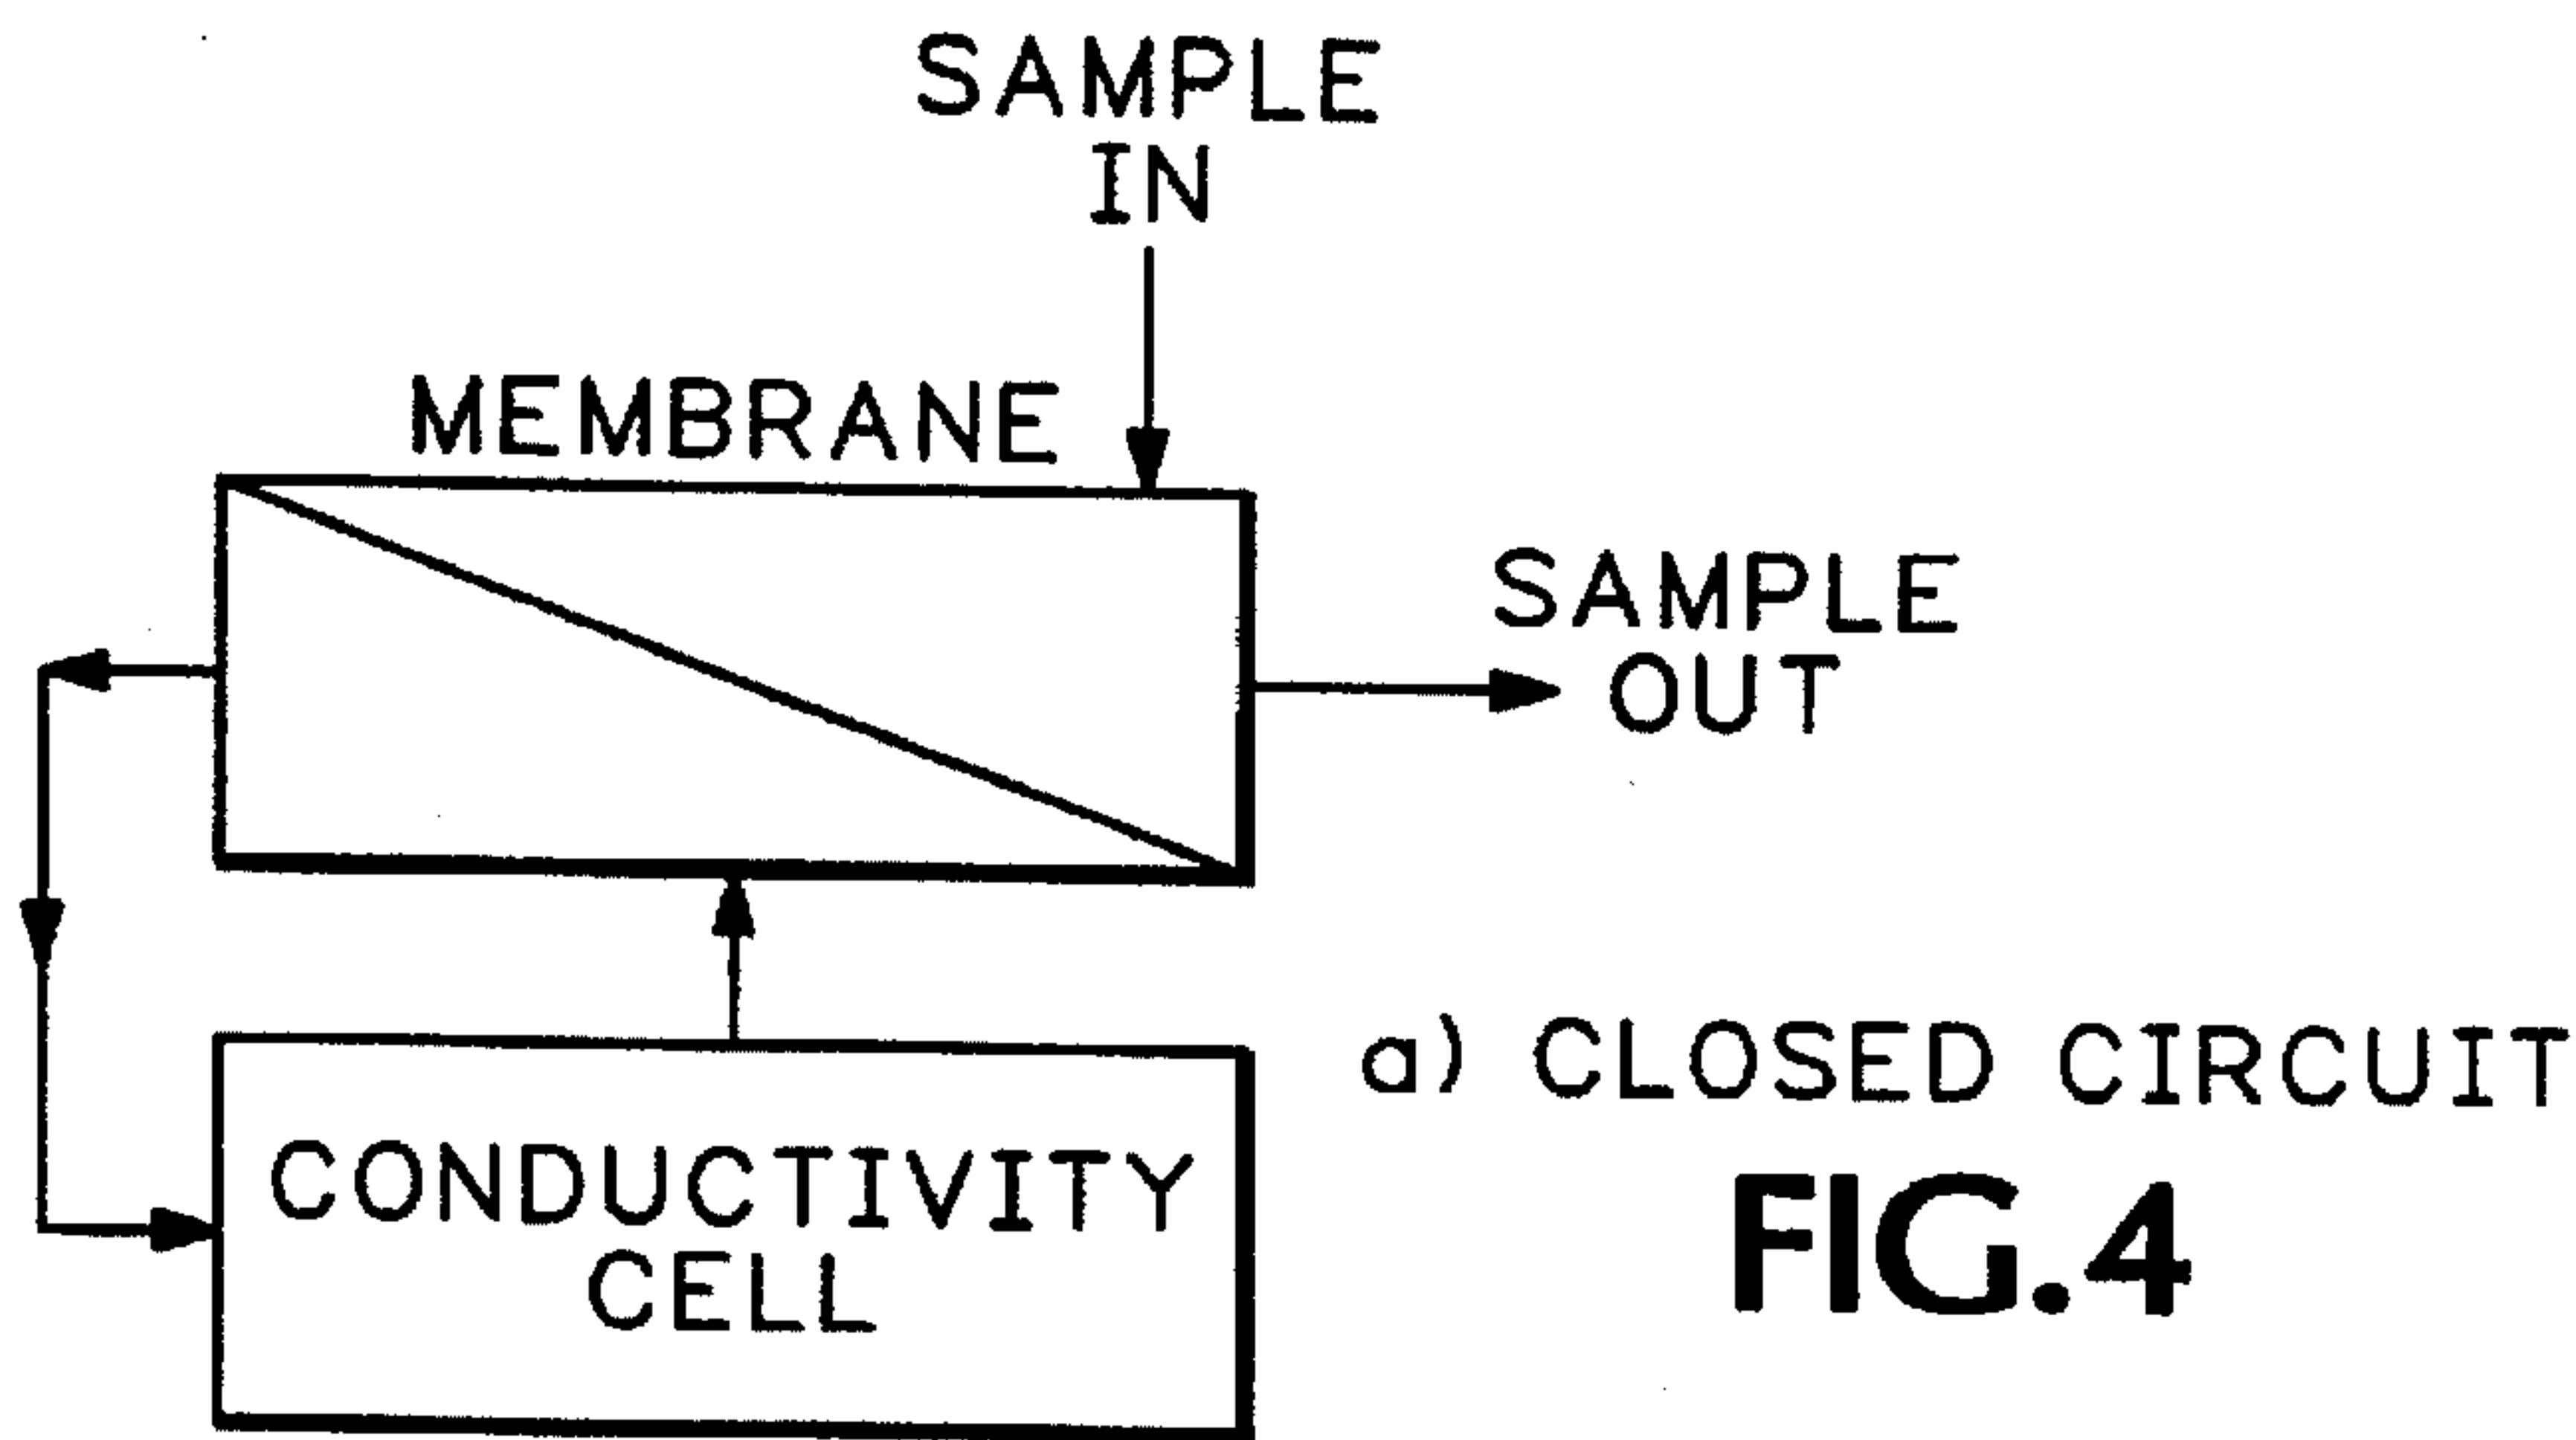 SAMPLE
IN
MEMBRANE
SAMPLE
OUT
a) CLOSED CIRCUIT
CONDUCTIVITY
CELL
FIG.4